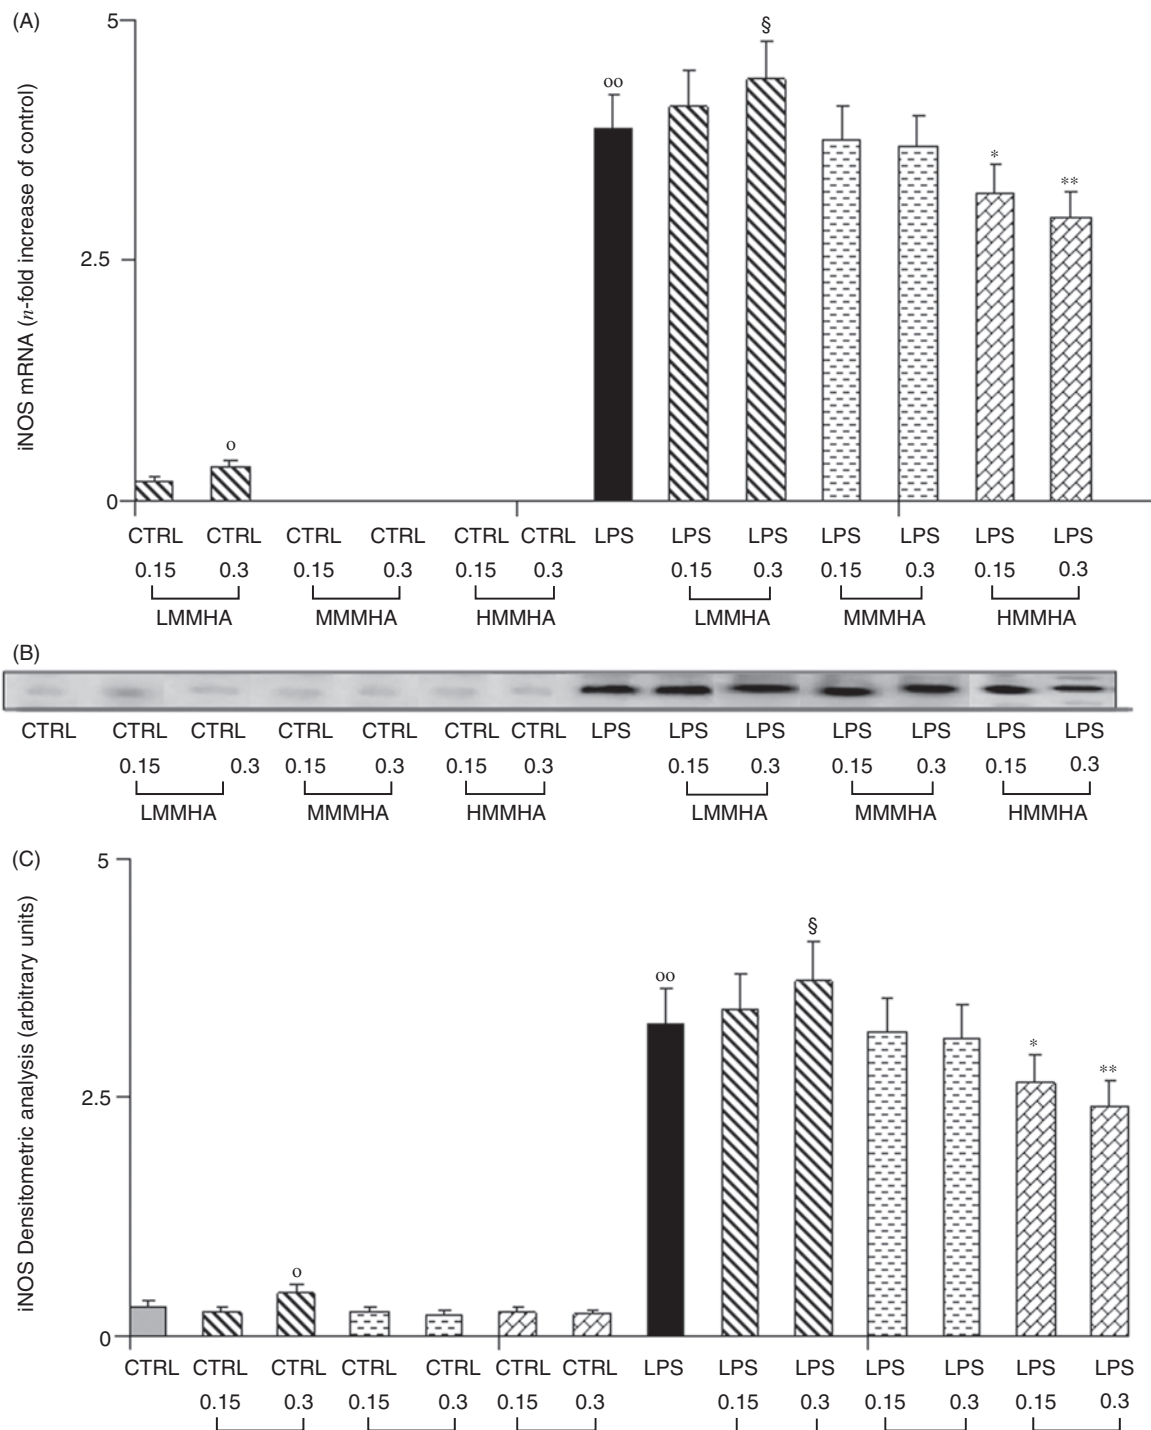 (A)
5
§
oo
*
**
iNOS mRNA (n-fold increase of control)
2.5
o
0
CTRL CTRL CTRL CTRL CTRL CTRL LPS LPS LPS LPS LPS LPS LPS
0.15 0.3 0.15 0.3 0.15 0.3 0.15 0.3 0.15 0.3 0.15 0.3
LMMHA MMMHA HMMHA LMMHA MMMHA HMMHA
(B)
CTRL CTRL CTRL CTRL CTRL CTRL CTRL LPS LPS LPS LPS LPS LPS LPS
0.15 0.3 0.15 0.3 0.15 0.3 0.15 0.3 0.15 0.3 0.15 0.3
LMMHA MMMHA HMMHA LMMHA MMMHA HMMHA
(C)
5
§
oo
*
**
iNOS Densitometric analysis (arbitrary units)
2.5
o
0
CTRL CTRL CTRL CTRL CTRL CTRL CTRL LPS LPS LPS LPS LPS LPS LPS
0.15 0.3 0.15 0.3 0.15 0.3 0.15 0.3 0.15 0.3 0.15 0.3